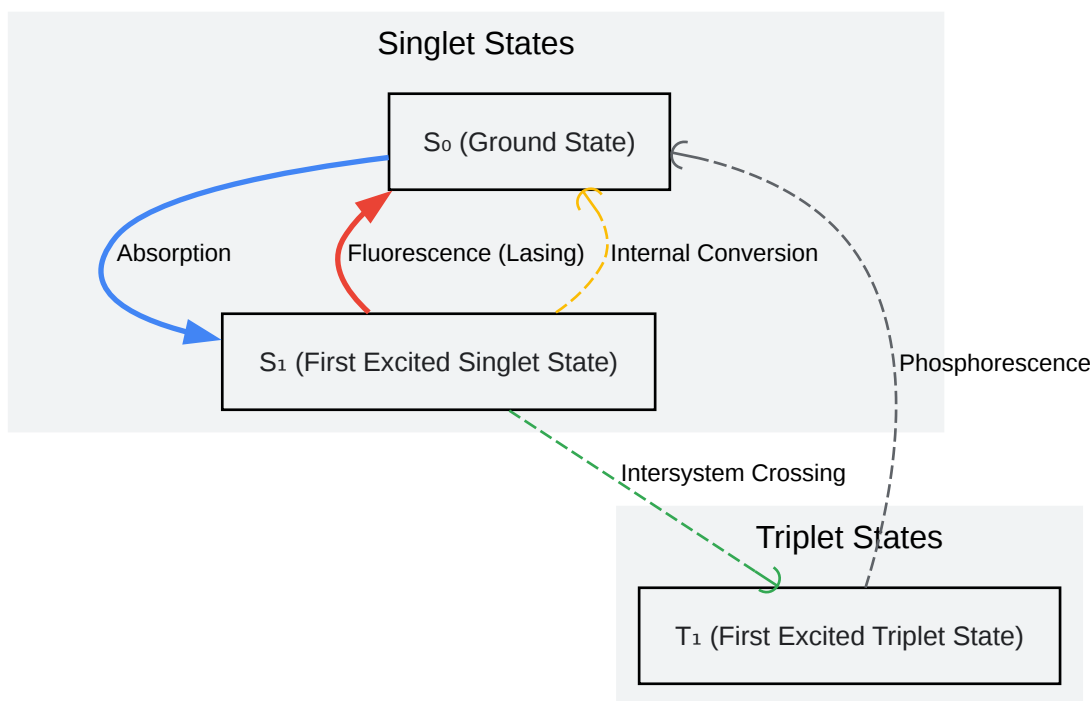 Singlet States
S₀ (Ground State)
Absorption
Fluorescence (Lasing)
Internal Conversion
S₁ (First Excited Singlet State)
Phosphorescence
Intersystem Crossing
Triplet States
T₁ (First Excited Triplet State)